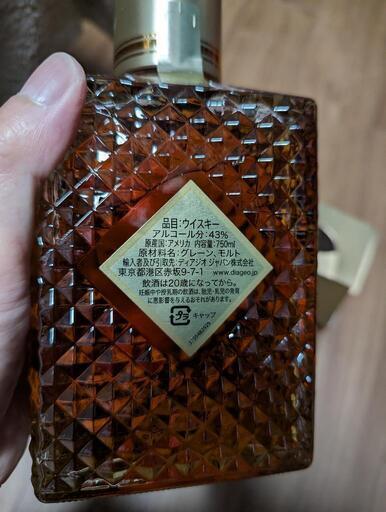 品目:ウイスキー
アルコール分:43%
原産国:アメリカ 内容量:750ml
原材料名:グレーン、モルト
輸入者及び引取先:ディアジオ ジャパン株式会社
東京都港区赤坂9-7-1 www.diageo.jp
飲酒は20歳になってから。
妊娠中や授乳期の飲酒は、胎児・乳児の発育
に悪影響を与えるおそれがあります。
プラ キャップ